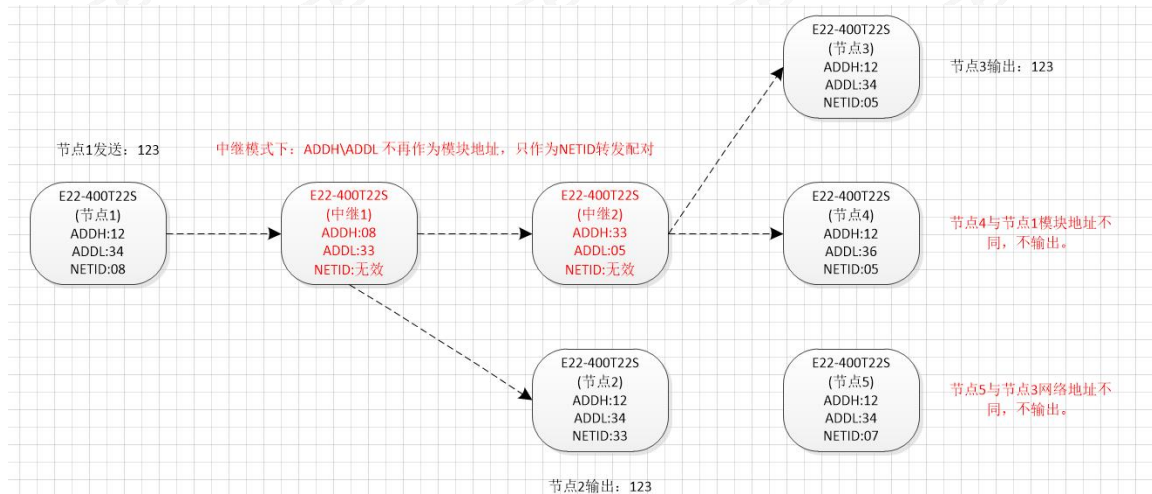 E22-400T22S
(节点3)
ADDH:12
ADDL:34
NETID:05
节点3输出：123
节点1发送：123
中继模式下：ADDH\ADDL 不再作为模块地址，只作为NETID转发配对
E22-400T22S
(节点1)
ADDH:12
ADDL:34
NETID:08
E22-400T22S
(中继1)
ADDH:08
ADDL:33
NETID:无效
E22-400T22S
(中继2)
ADDH:33
ADDL:05
NETID:无效
E22-400T22S
(节点4)
ADDH:12
ADDL:36
NETID:05
节点4与节点1模块地址不
同，不输出。
E22-400T22S
(节点2)
ADDH:12
ADDL:34
NETID:33
E22-400T22S
(节点5)
ADDH:12
ADDL:34
NETID:07
节点5与节点3网络地址不
同，不输出。
节点2输出：123